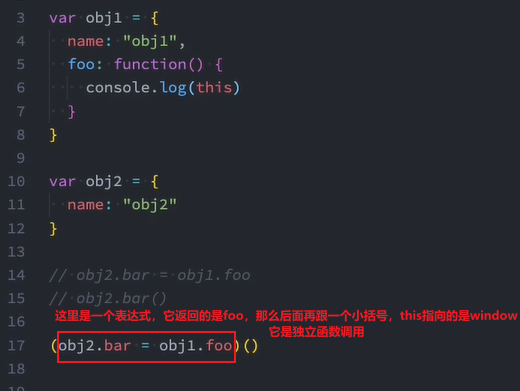 3 var obj1 = {
4   name: "obj1",
5   foo: function() {
6     console.log(this)
7   }
8 }
9
10 var obj2 = {
11   name: "obj2"
12 }
13
14 // obj2.bar = obj1.foo
15 // obj2.bar()
这里是一个表达式，它返回的是foo，那么后面再跟一个小括号，this指向的是window
16
它是独立函数调用
17 (obj2.bar = obj1.foo)()
18